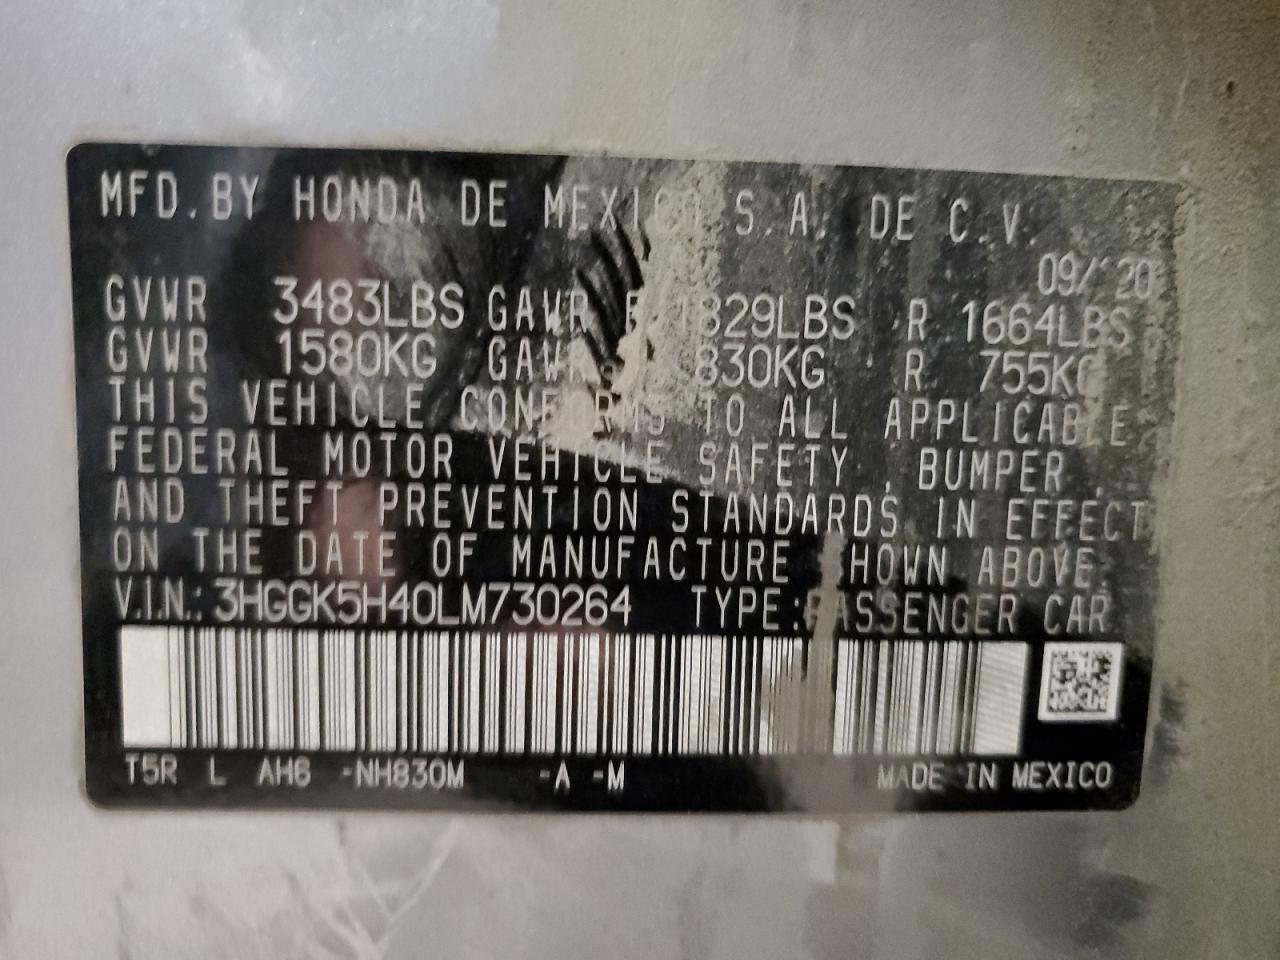 MFD.BY HONDA DE MEXICO S.A. DE C.V.
09/ 20
GVWR 3483LBS GAWR F 1829LBS R 1664LBS
GVWR 1580KG GAWR 830KG R 755KG
THIS VEHICLE CONFORMS TO ALL APPLICABLE
FEDERAL MOTOR VEHICLE SAFETY , BUMPER ,
AND THEFT PREVENTION STANDARDS IN EFFECT
ON THE DATE OF MANUFACTURE SHOWN ABOVE.
V.I.N.: 3HGGK5H40LM730264 TYPE:PASSENGER CAR
T5R L AH6 -NH830M -A -M MADE IN MEXICO